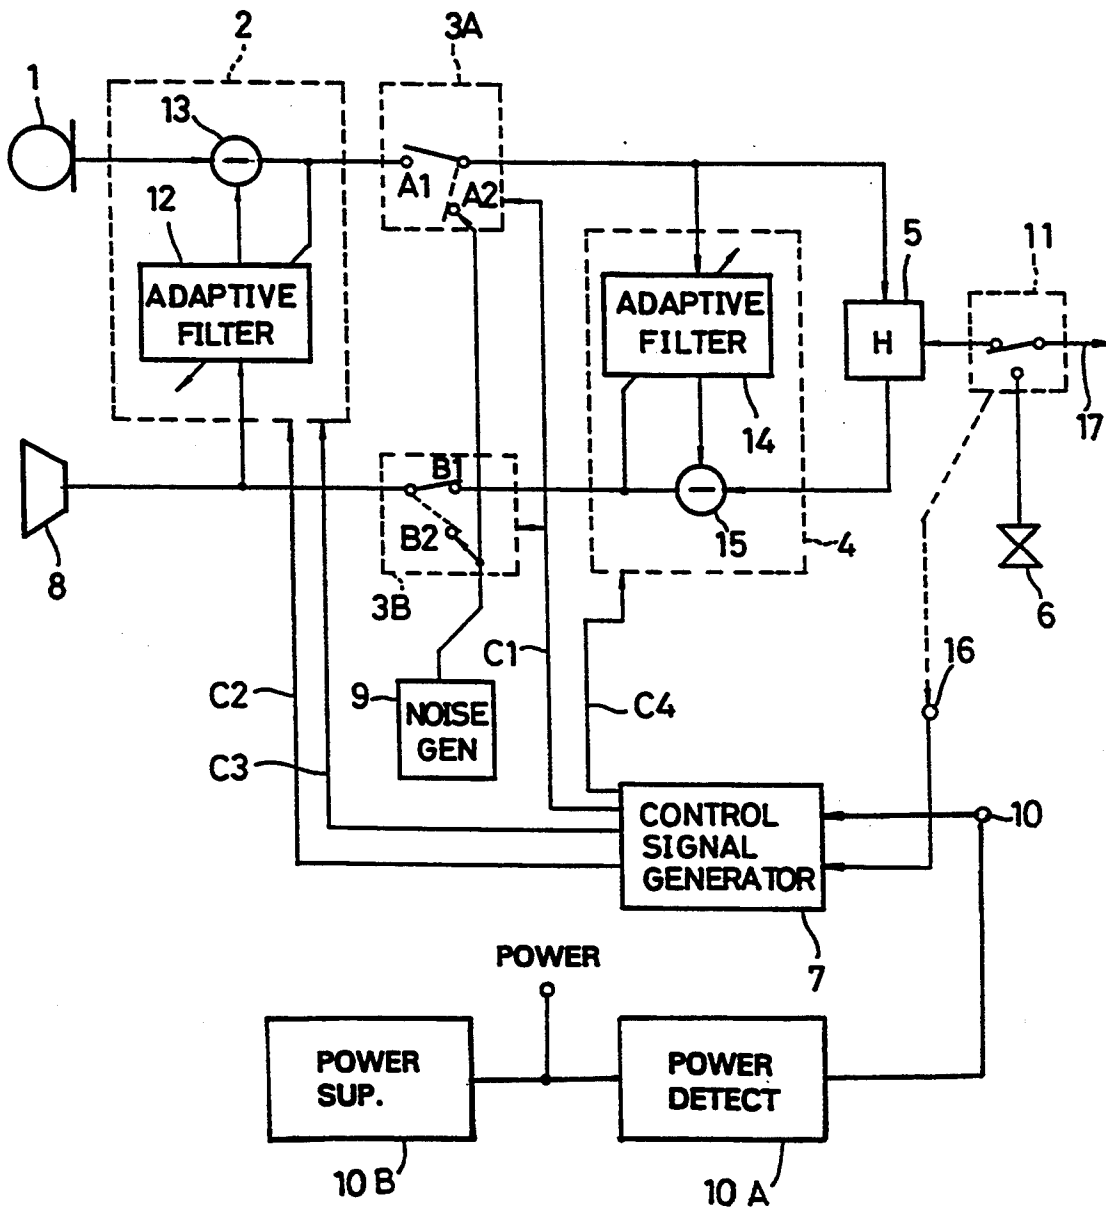 2
3A
1
13
A1
A2
12
5
11
ADAPTIVE
FILTER
ADAPTIVE
FILTER
H
17
14
B1
B2
15
4
8
3B
6
C1
16
C2
9
NOISE
GEN
C4
C3
CONTROL
SIGNAL
GENERATOR
10
POWER
7
POWER
SUP.
POWER
DETECT
10B
10A